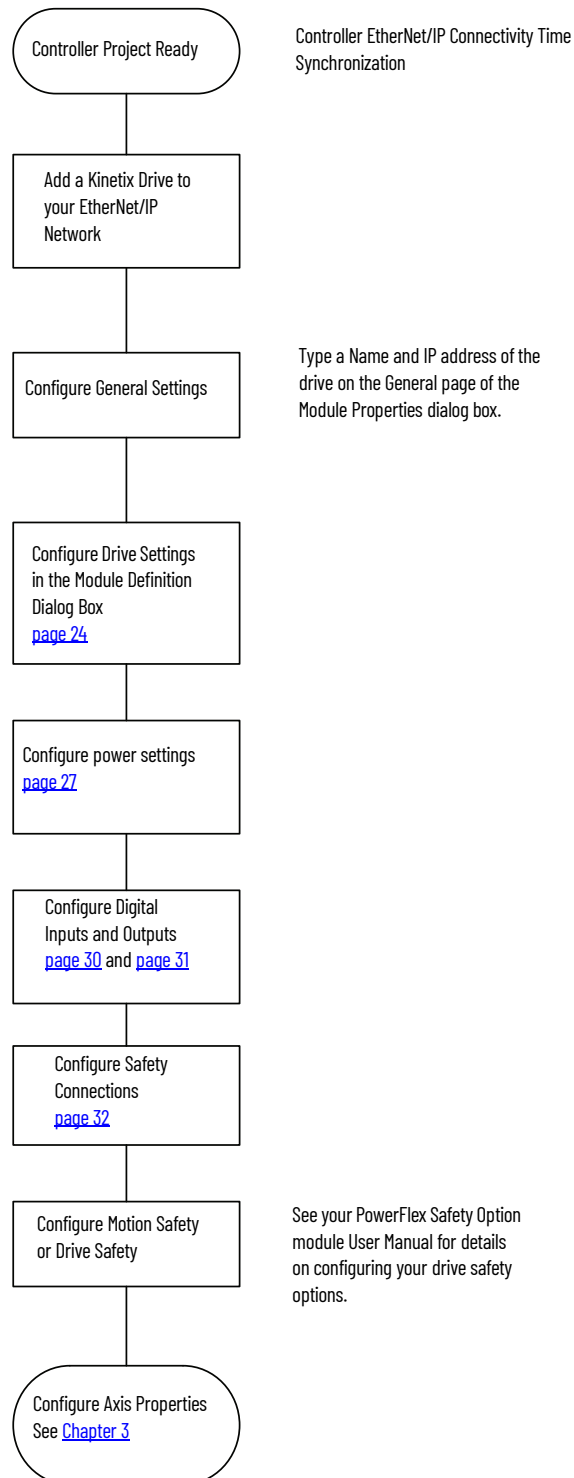 Controller Project Ready
Controller EtherNet/IP Connectivity Time
Synchronization
Add a Kinetix Drive to
your EtherNet/IP
Network
Configure General Settings
Type a Name and IP address of the
drive on the General page of the
Module Properties dialog box.
Configure Drive Settings
in the Module Definition
Dialog Box
page 24
Configure power settings
page 27
Configure Digital
Inputs and Outputs
page 30 and page 31
Configure Safety
Connections
page 32
Configure Motion Safety
or Drive Safety
See your PowerFlex Safety Option
module User Manual for details
on configuring your drive safety
options.
Configure Axis Properties
See Chapter 3